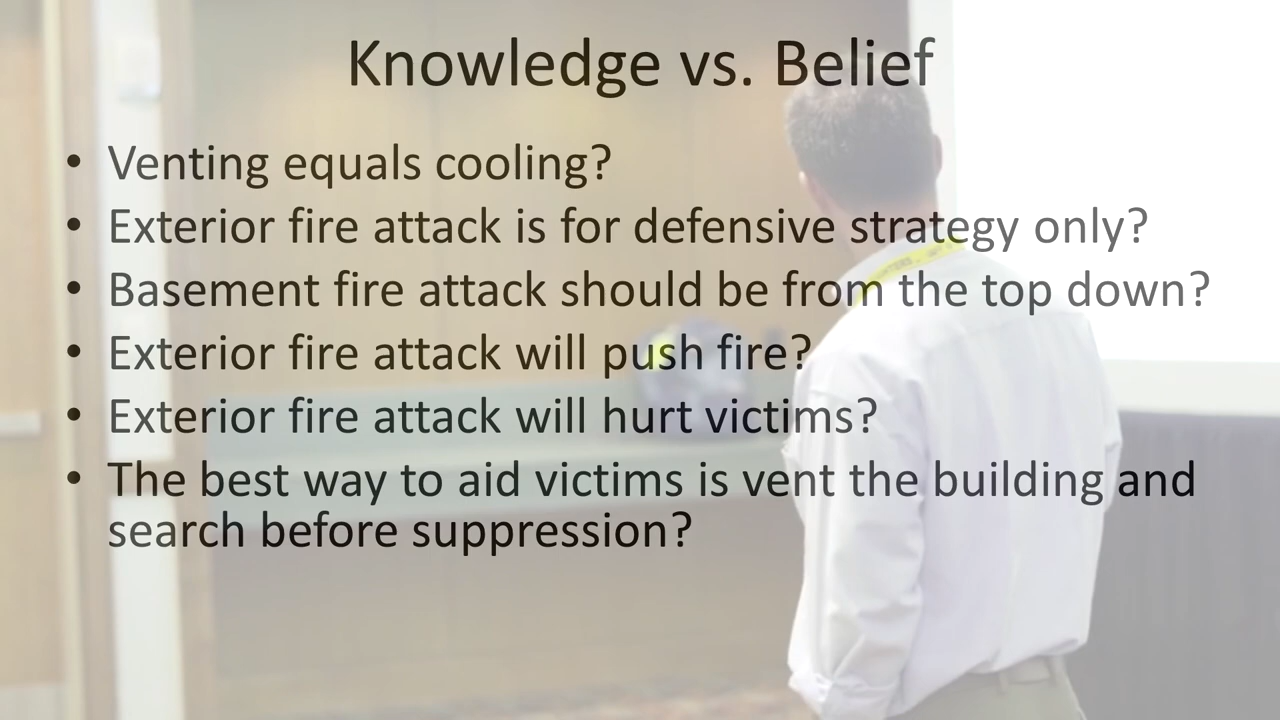 Knowledge vs. Belief
• Venting equals cooling?
• Exterior fire attack is for defensive strategy only?
• Basement fire attack should be from the top down?
• Exterior fire attack will push fire?
• Exterior fire attack will hurt victims?
• The best way to aid victims is vent the building and
search before suppression?